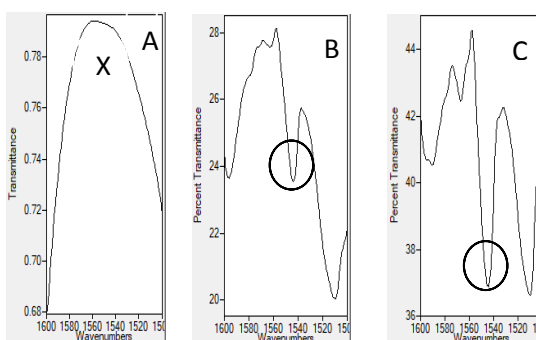 A
X
Transmittance
0.78
0.76
0.74
0.72
0.70
0.68
1600 1580 1560 1540 1520 150
Wavenumbers
B
Percent Transmittance
28
26
24
22
20
1600 1580 1560 1540 1520 150
Wavenumbers
C
Percent Transmittance
44
42
40
38
36
1600 1580 1560 1540 1520 150
Wavenumbers